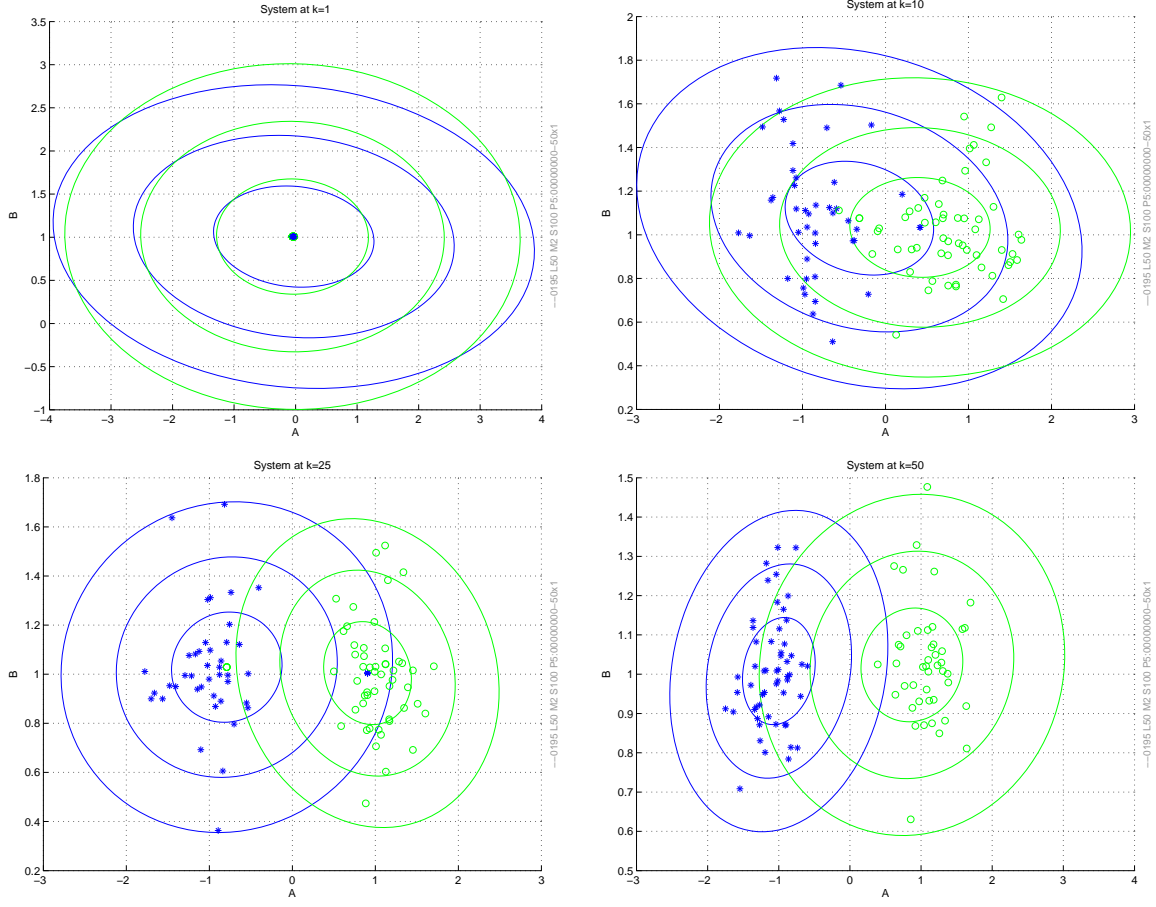 System at k=1
3.5
3
2.5
2
1.5
1
0.5
0
−0.5
−1
−4 −3 −2 −1 0 1 2 3 4
A
B
−−0195 L50 M2 S100 P5:00000000−50x1
System at k=10
2
1.8
1.6
1.4
1.2
1
0.8
0.6
0.4
0.2
−3 −2 −1 0 1 2 3
A
B
−−0195 L50 M2 S100 P5:00000000−50x1
System at k=25
1.8
1.6
1.4
1.2
1
0.8
0.6
0.4
0.2
−3 −2 −1 0 1 2 3
A
B
−−0195 L50 M2 S100 P5:00000000−50x1
System at k=50
1.5
1.4
1.3
1.2
1.1
1
0.9
0.8
0.7
0.6
0.5
−3 −2 −1 0 1 2 3 4
A
B
−−0195 L50 M2 S100 P5:00000000−50x1